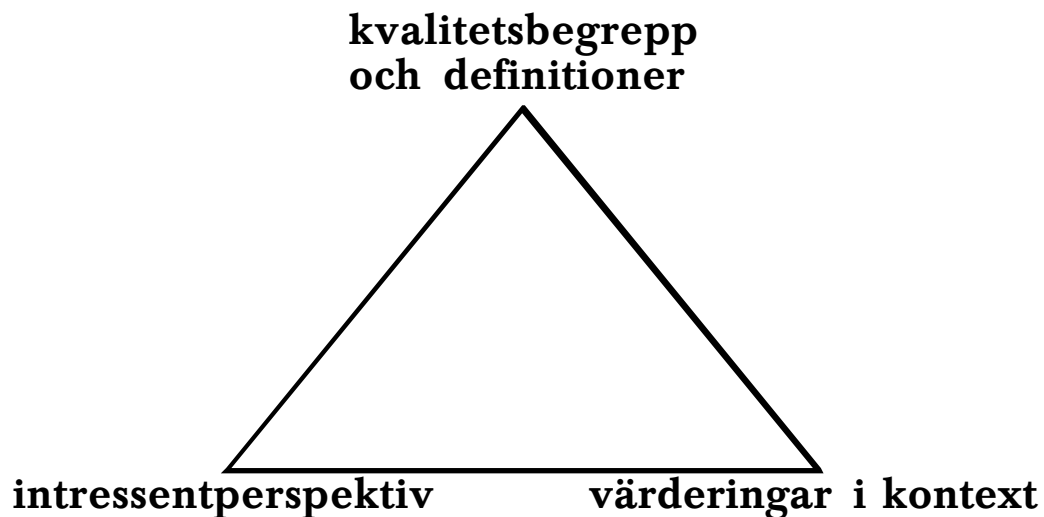 kvalitetsbegrepp
och definitioner
intressentperspektiv
värderingar i kontext